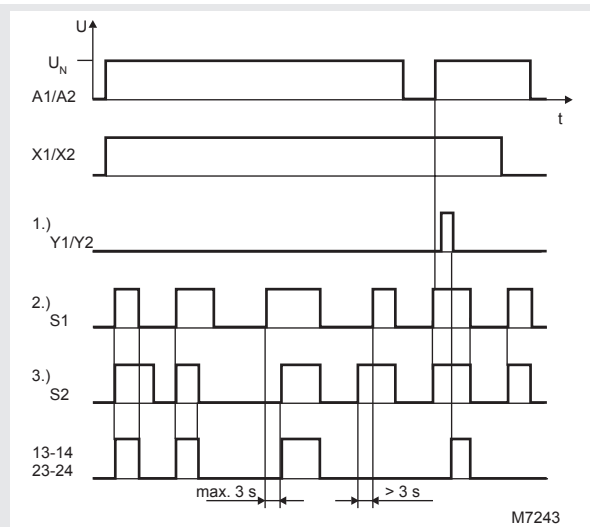 U
U_N
A1/A2
t
X1/X2
1.)
Y1/Y2
2.)
S1
3.)
S2
13-14
23-24
max. 3 s
> 3 s
M7243